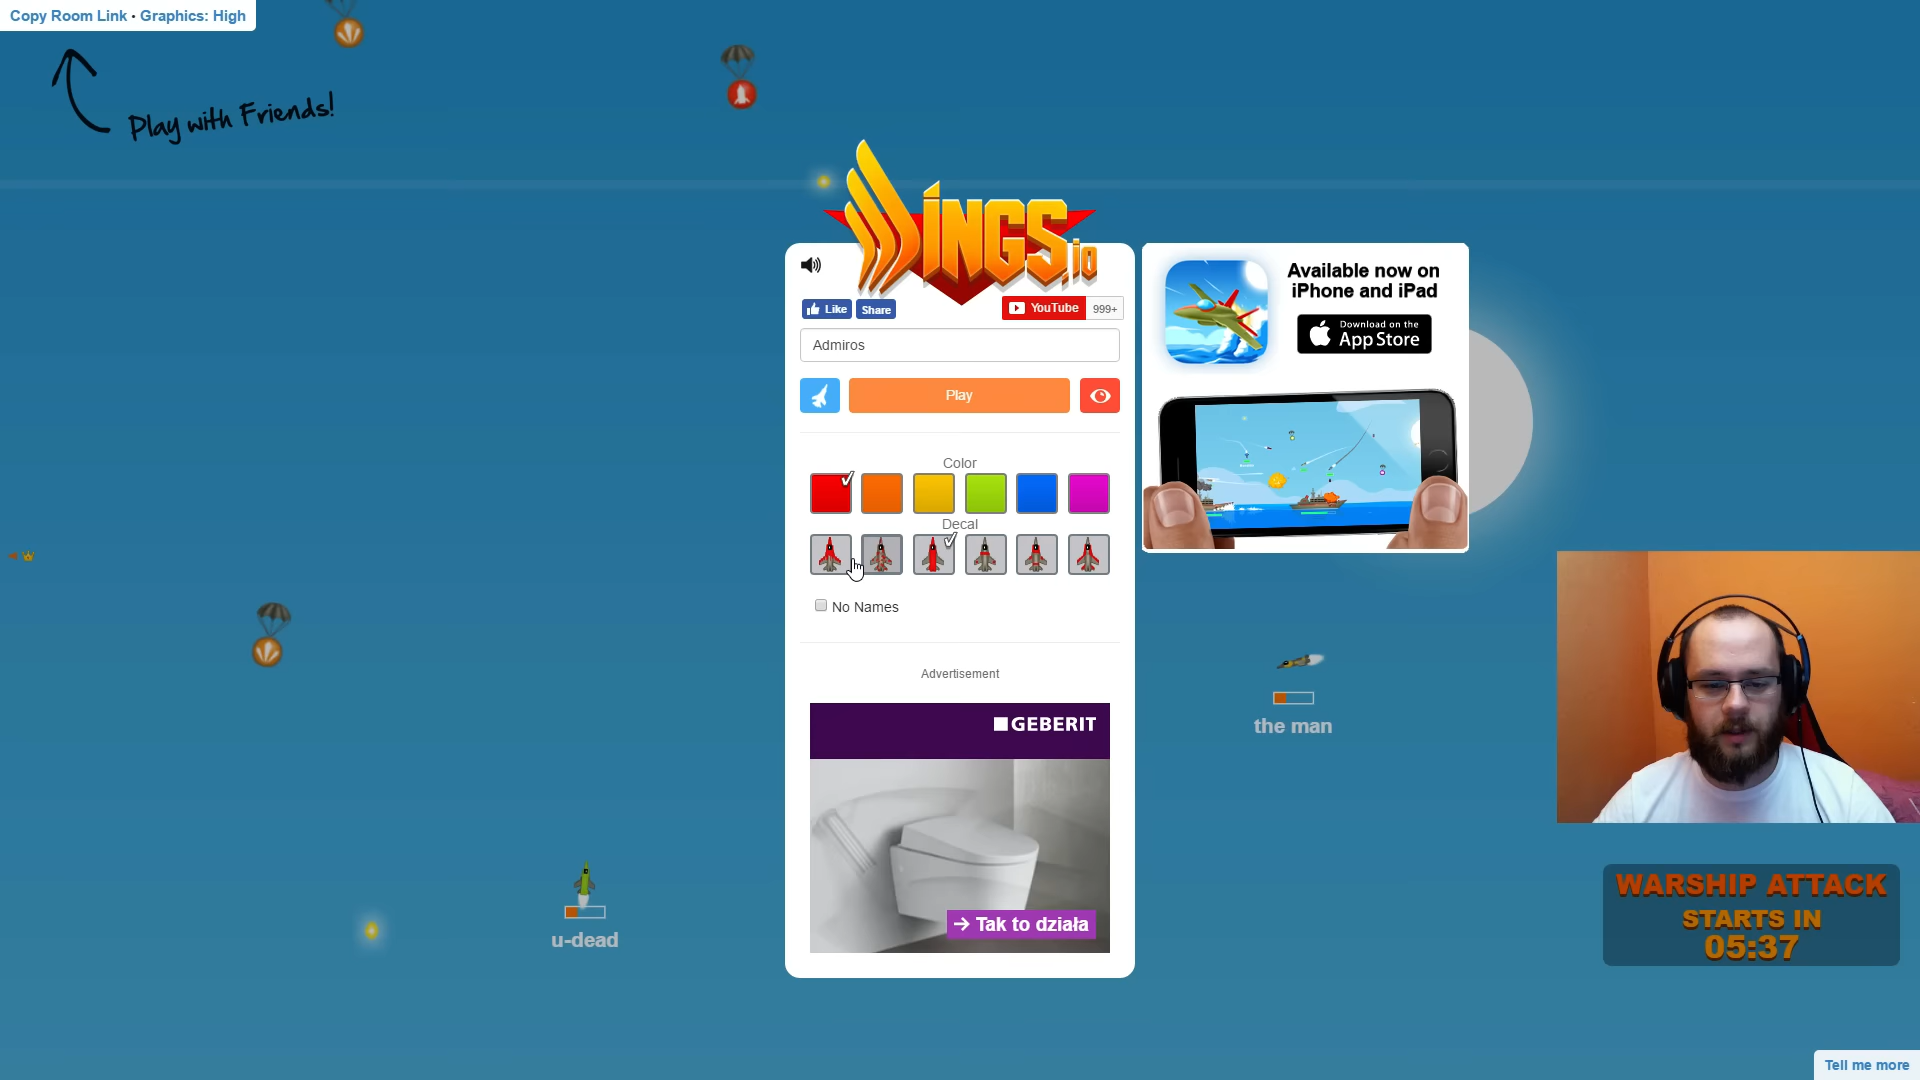 Copy Room Link • Graphics: High
Play with Friends!
WINGS.io
Like
Share
YouTube
999+
Admiros
Play
Color
Decal
No Names
Advertisement
GEBERIT
→ Tak to działa
Available now on
iPhone and iPad
Download on the
App Store
the man
u-dead
WARSHIP ATTACK
STARTS IN
05:37
Tell me more